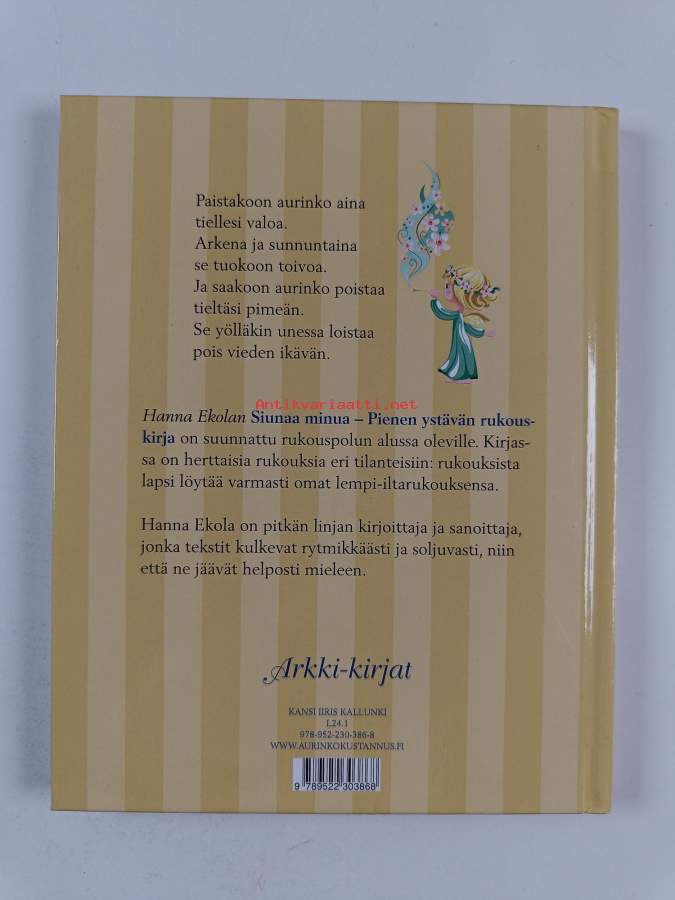 Paistakoon aurinko aina
tiellesi valoa.
Arkena ja sunnuntaina
se tuokoon toivoa.
Ja saakoon aurinko poistaa
tieltäsi pimeän.
Se yölläkin unessa loistaa
pois vieden ikävän.
Antikvariaatti.net
Hanna Ekolan Siunaa minua – Pienen ystävän rukous-
kirja on suunnattu rukouspolun alussa oleville. Kirjas-
sa on herttaisia rukouksia eri tilanteisiin: rukouksista
lapsi löytää varmasti omat lempi-iltarukouksensa.
Hanna Ekola on pitkän linjan kirjoittaja ja sanoittaja,
jonka tekstit kulkevat rytmikkäästi ja soljuvasti, niin
että ne jäävät helposti mieleen.
Arkki-kirjat
KANSI IIRIS KALLUNKI
L24.1
978-952-230-386-8
WWW.AURINKOKUSTANNUS.FI
9 789522 303868